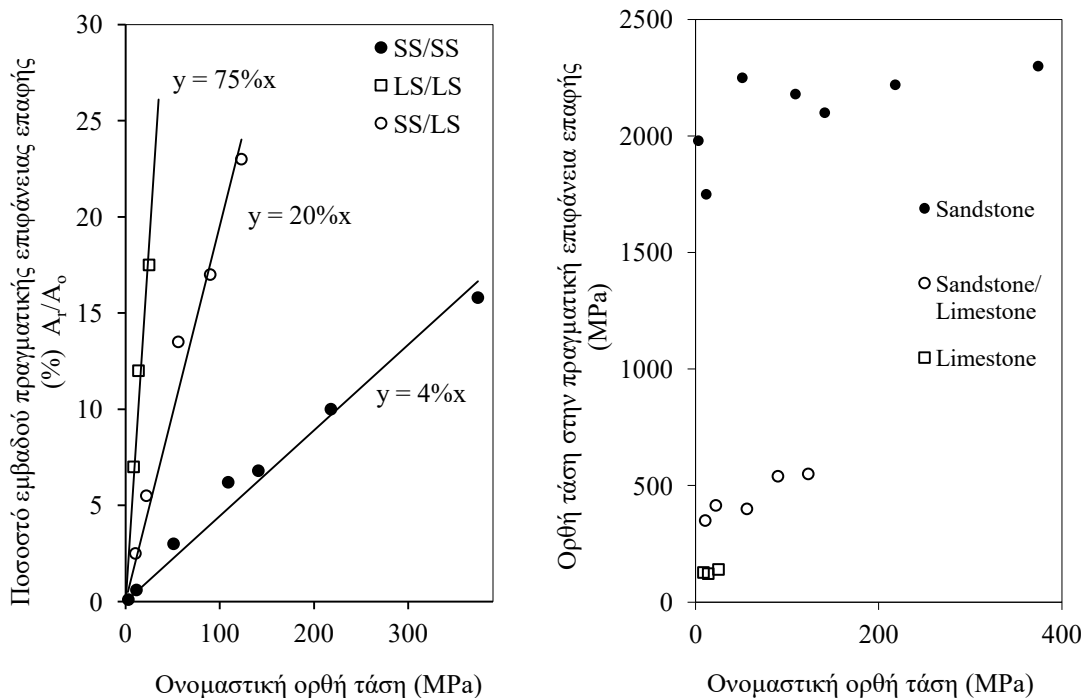 Ποσοστό εμβαδού πραγματικής επιφάνειας επαφής
(%) Aᵣ/Aₒ
30
25
20
15
10
5
0
0
100
200
300
SS/SS
LS/LS
SS/LS
y = 75%x
y = 20%x
y = 4%x
Ονομαστική ορθή τάση (MPa)
Ορθή τάση στην πραγματική επιφάνεια επαφής
(MPa)
2500
2000
1500
1000
500
0
0
200
400
Sandstone
Sandstone/
Limestone
Limestone
Ονομαστική ορθή τάση (MPa)